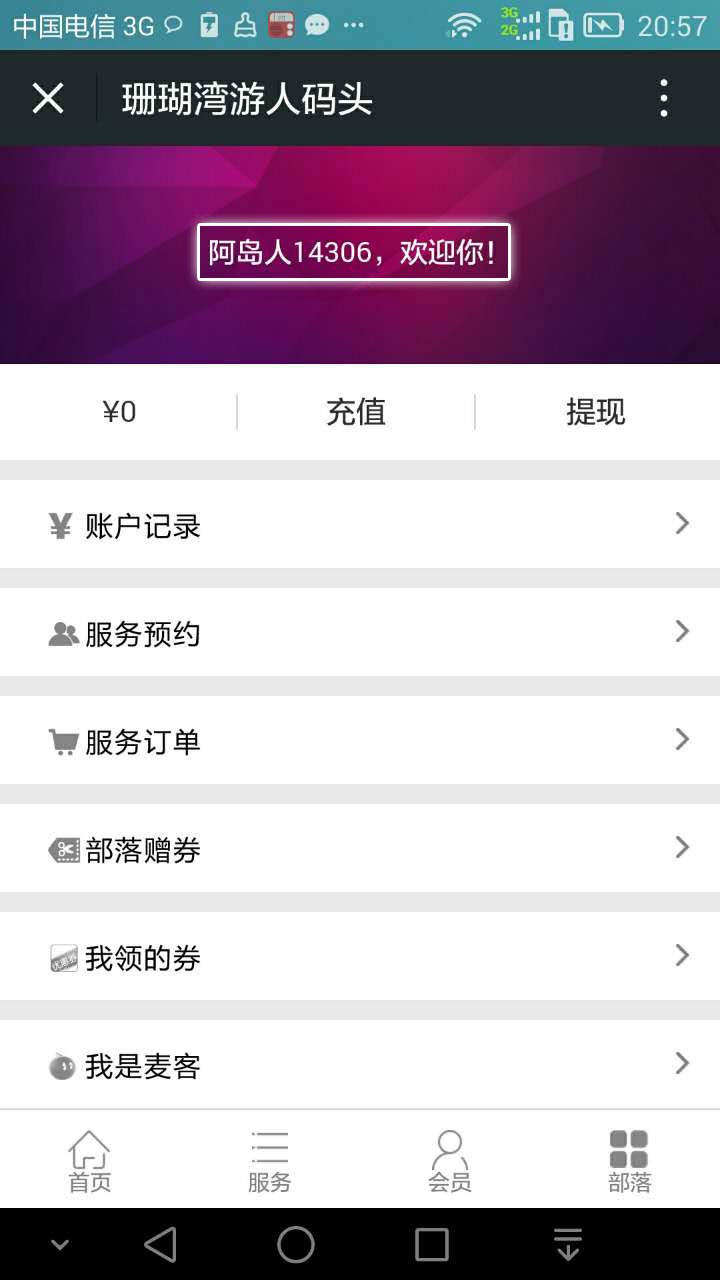 中国电信 3G 3G 2G 20:57
珊瑚湾游人码头
阿岛人14306，欢迎你！
¥0 充值 提现
账户记录
服务预约
服务订单
部落赠券
优惠券 我领的券
我是麦客
首页 服务 会员 部落